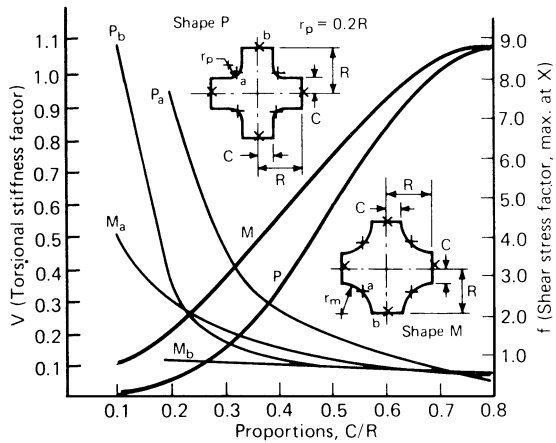 Shape P
r_p = 0.2R
b
r_p
a
R
C
C
R
P_b
P_a
M_a
M
P
M_b
R
C
C
R
r_m
a
b
Shape M
V (Torsional stiffness factor)
1.1
1.0
0.9
0.8
0.7
0.6
0.5
0.4
0.3
0.2
0.1
f (Shear stress factor, max. at X)
9.0
8.0
7.0
6.0
5.0
4.0
3.0
2.0
1.0
0.1
0.2
0.3
0.4
0.5
0.6
0.7
0.8
Proportions, C/R